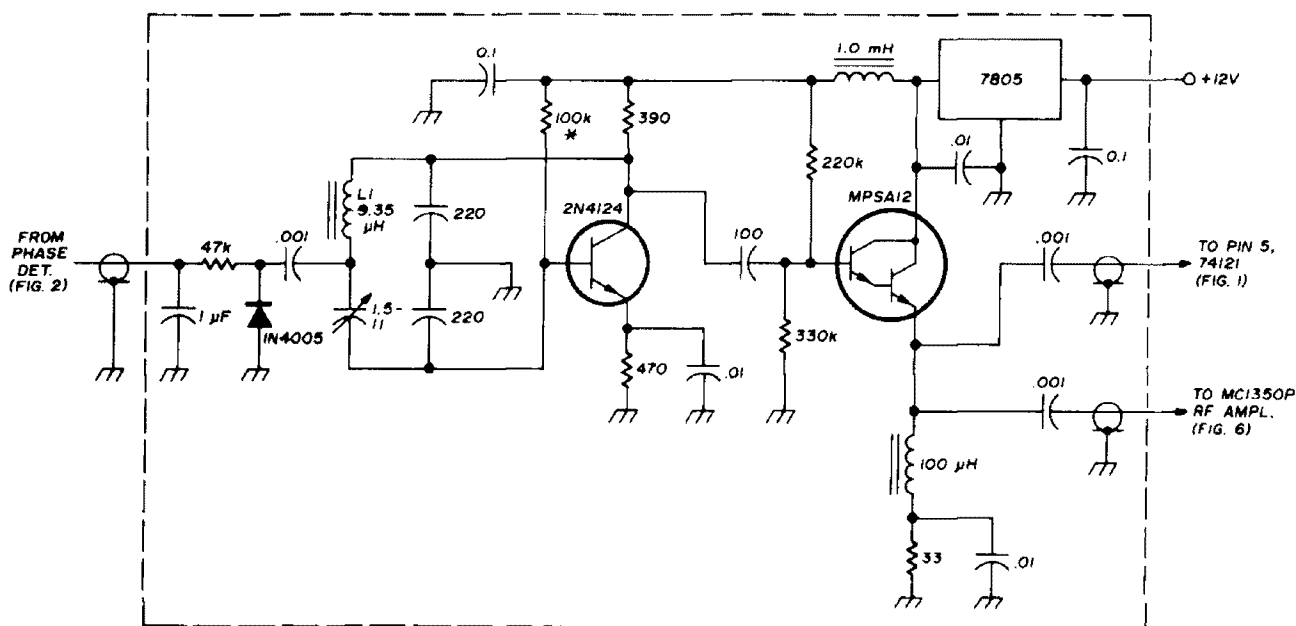 0.1
1.0 mH
7805
+12V
100k
*
390
220k
.01
0.1
L1
9.35
µH
220
2N4124
MPSA12
FROM
PHASE
DET.
(FIG. 2)
47k
.001
100
.001
TO PIN 5,
74121
(FIG. 1)
1 µF
1N4005
1.5-
11
220
330k
470
.01
.001
TO MC1350P
RF AMPL.
(FIG. 6)
100 µH
33
.01